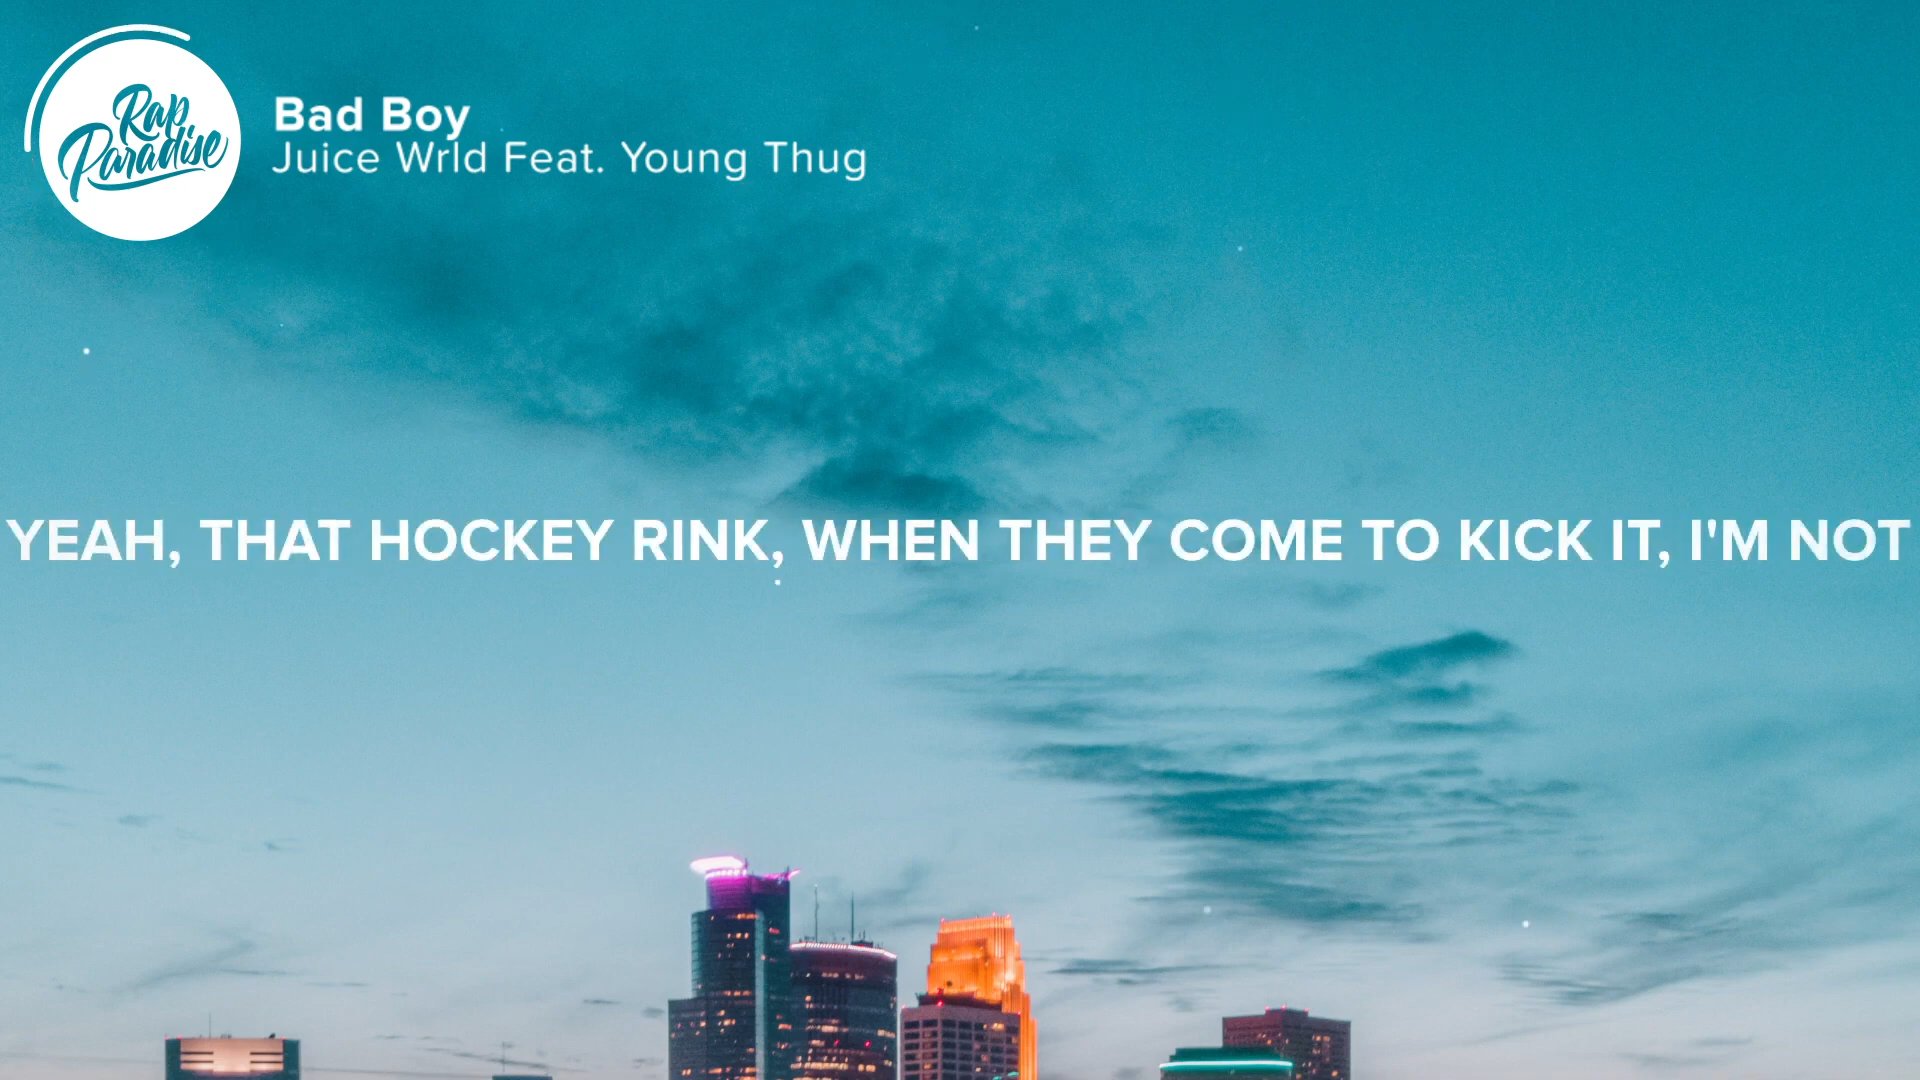 Rap
Paradise
Bad Boy
Juice Wrld Feat. Young Thug
YEAH, THAT HOCKEY RINK, WHEN THEY COME TO KICK IT, I'M NOT